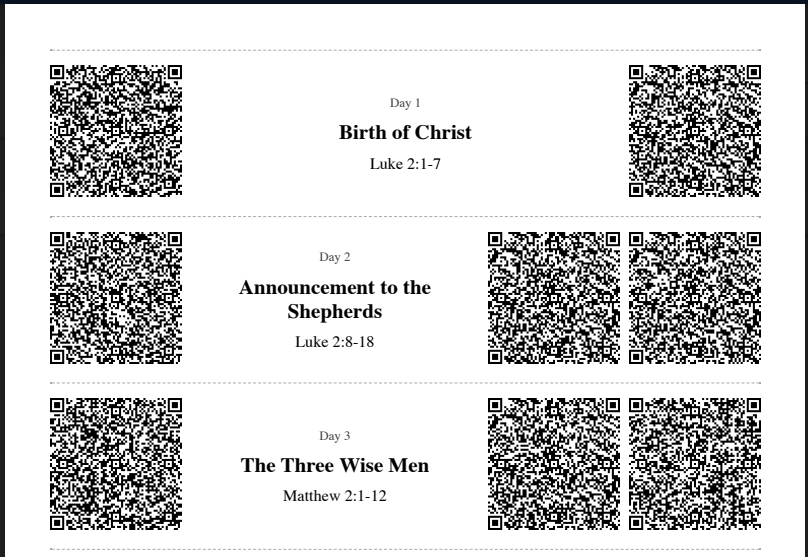 Day 1
Birth of Christ
Luke 2:1-7
Day 2
Announcement to the
Shepherds
Luke 2:8-18
Day 3
The Three Wise Men
Matthew 2:1-12